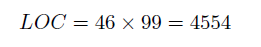 LOC = 46 × 99 = 4554